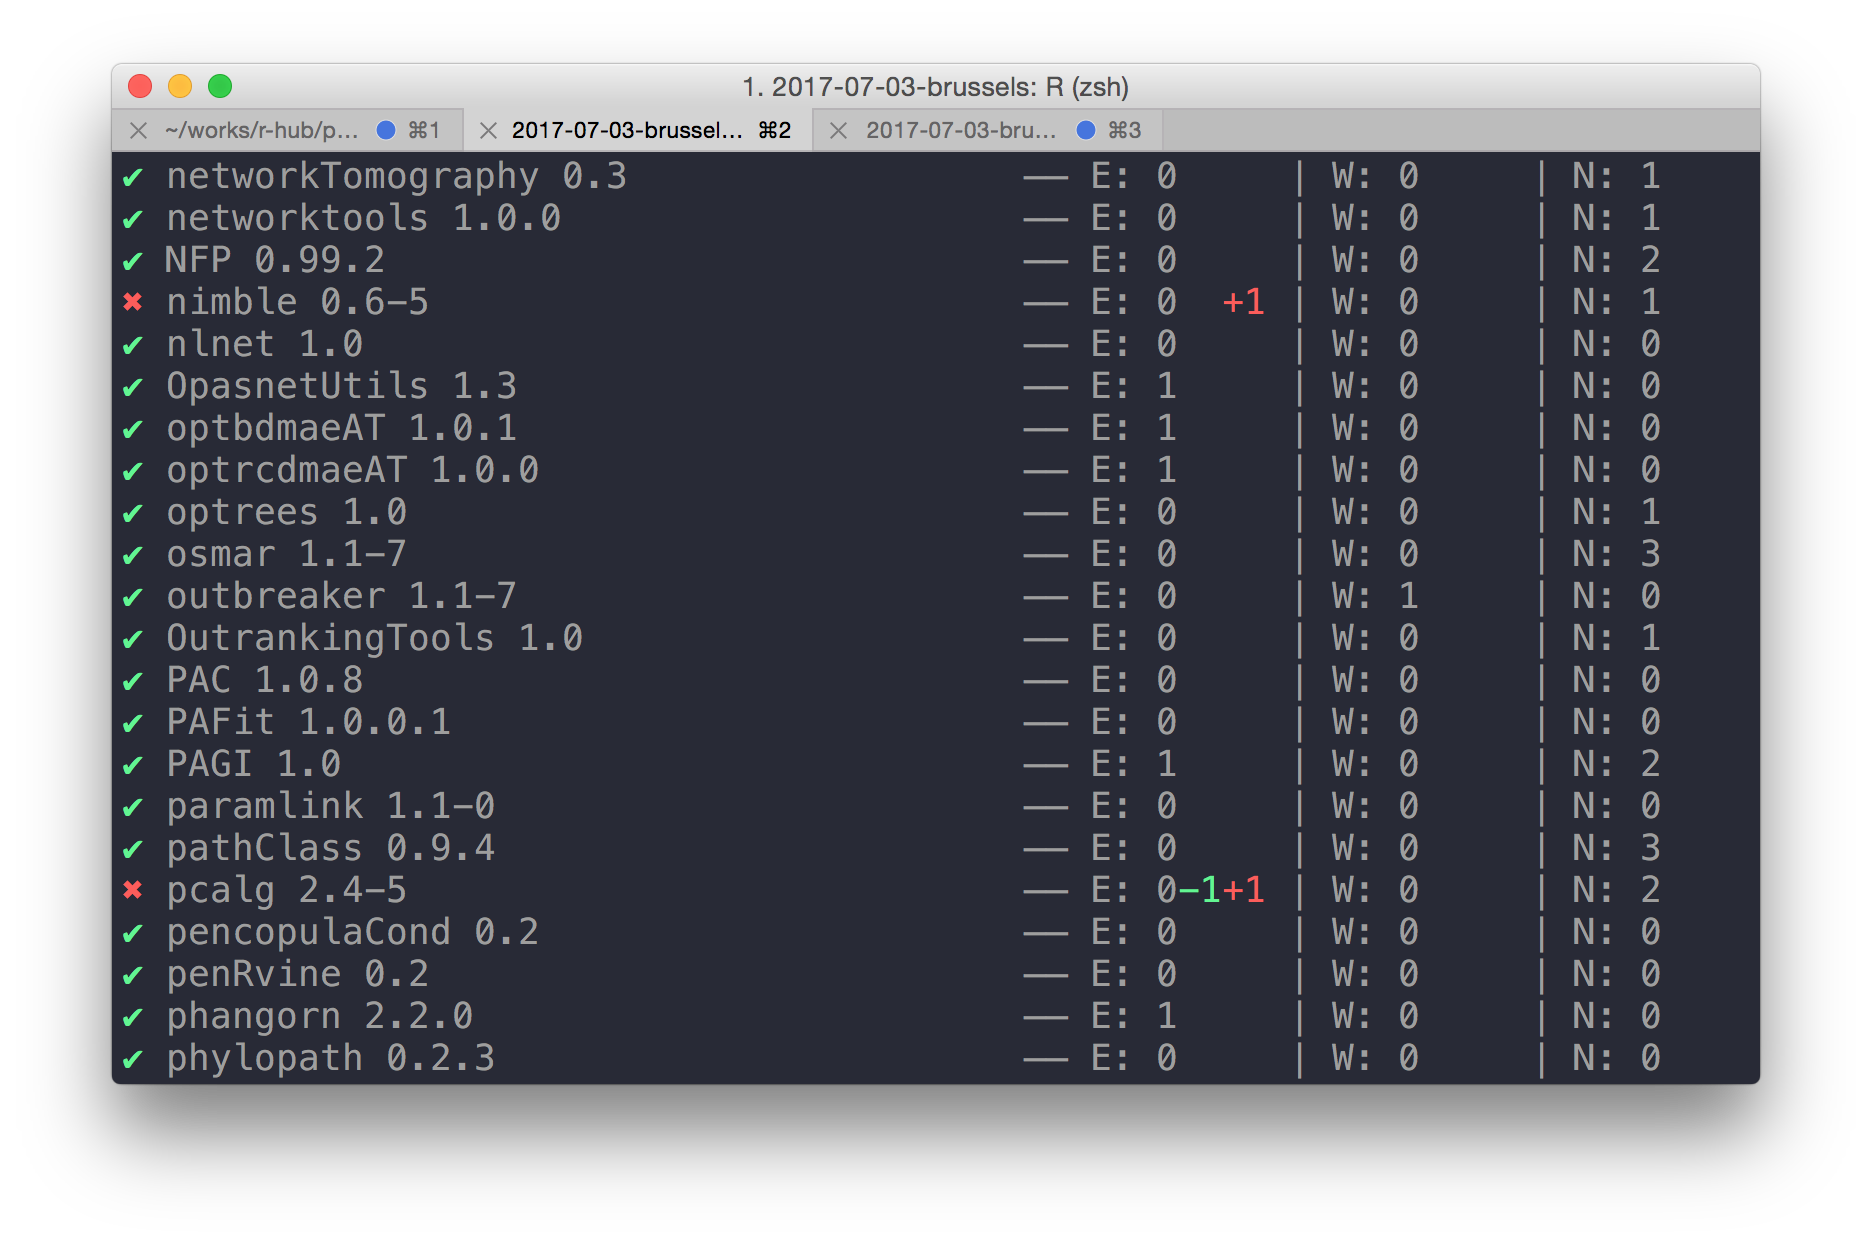 1. 2017-07-03-brussels: R (zsh)
~/works/r-hub/p... ⌘1 2017-07-03-brussel... ⌘2 2017-07-03-bru... ⌘3
✔ networkTomography 0.3 ── E: 0 | W: 0 | N: 1
✔ networktools 1.0.0 ── E: 0 | W: 0 | N: 1
✔ NFP 0.99.2 ── E: 0 | W: 0 | N: 2
✖ nimble 0.6-5 ── E: 0 +1 | W: 0 | N: 1
✔ nlnet 1.0 ── E: 0 | W: 0 | N: 0
✔ OpasnetUtils 1.3 ── E: 1 | W: 0 | N: 0
✔ optbdmaeAT 1.0.1 ── E: 1 | W: 0 | N: 0
✔ optrcdmaeAT 1.0.0 ── E: 1 | W: 0 | N: 0
✔ optrees 1.0 ── E: 0 | W: 0 | N: 1
✔ osmar 1.1-7 ── E: 0 | W: 0 | N: 3
✔ outbreaker 1.1-7 ── E: 0 | W: 1 | N: 0
✔ OutrankingTools 1.0 ── E: 0 | W: 0 | N: 1
✔ PAC 1.0.8 ── E: 0 | W: 0 | N: 0
✔ PAFit 1.0.0.1 ── E: 0 | W: 0 | N: 0
✔ PAGI 1.0 ── E: 1 | W: 0 | N: 2
✔ paramlink 1.1-0 ── E: 0 | W: 0 | N: 0
✔ pathClass 0.9.4 ── E: 0 | W: 0 | N: 3
✖ pcalg 2.4-5 ── E: 0-1+1 | W: 0 | N: 2
✔ pencopulaCond 0.2 ── E: 0 | W: 0 | N: 0
✔ penRvine 0.2 ── E: 0 | W: 0 | N: 0
✔ phangorn 2.2.0 ── E: 1 | W: 0 | N: 0
✔ phylopath 0.2.3 ── E: 0 | W: 0 | N: 0